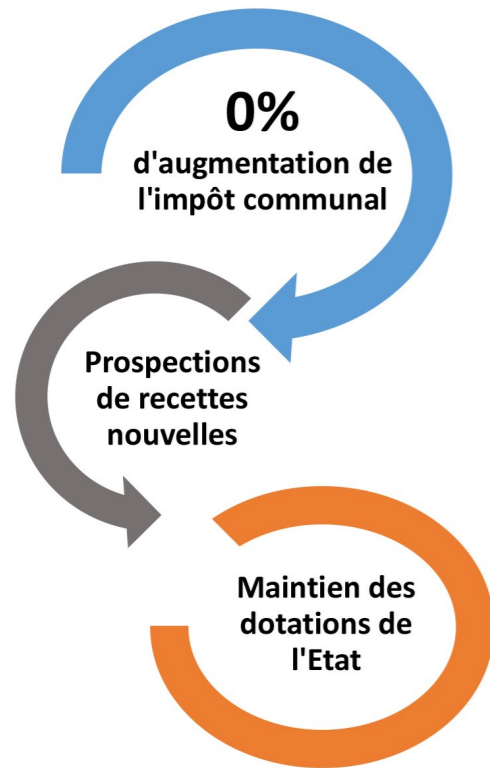 0%
d'augmentation de
l'impôt communal
Prospections
de recettes
nouvelles
Maintien des
dotations de
l'Etat